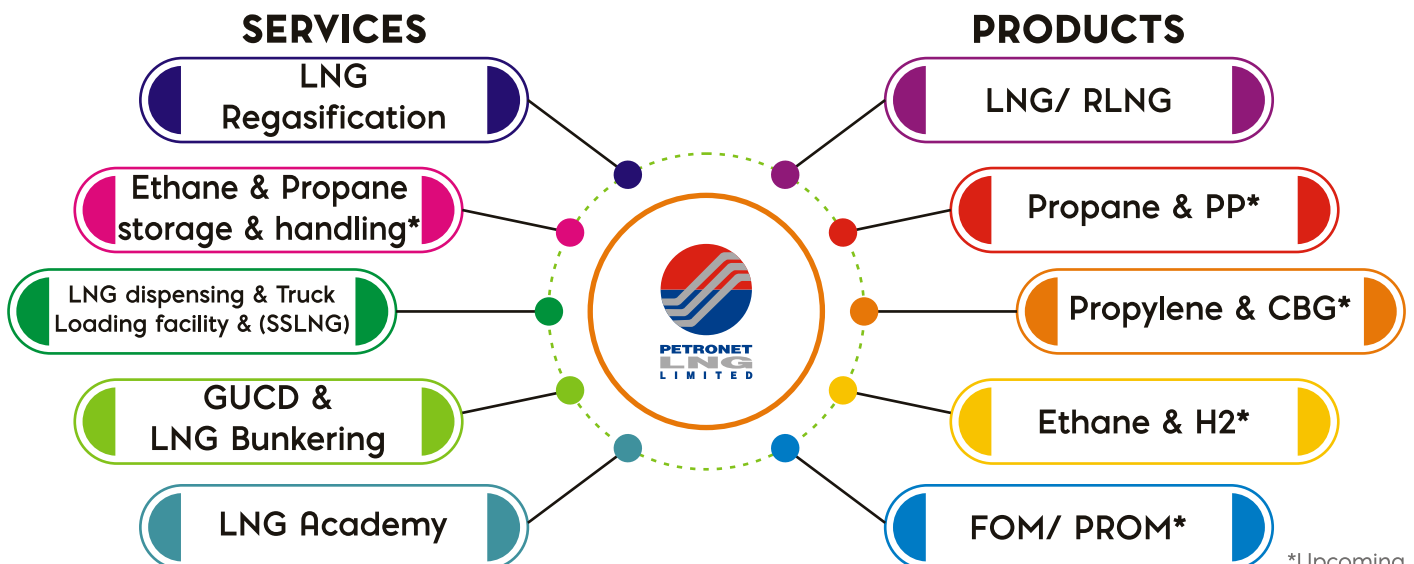 SERVICES
LNG
Regasification
Ethane & Propane
storage & handling*
LNG dispensing & Truck
Loading facility & (SSLNG)
GUCD &
LNG Bunkering
LNG Academy
PETRONET
LNG
LIMITED
PRODUCTS
LNG/ RLNG
Propane & PP*
Propylene & CBG*
Ethane & H2*
FOM/ PROM*
*Upcoming